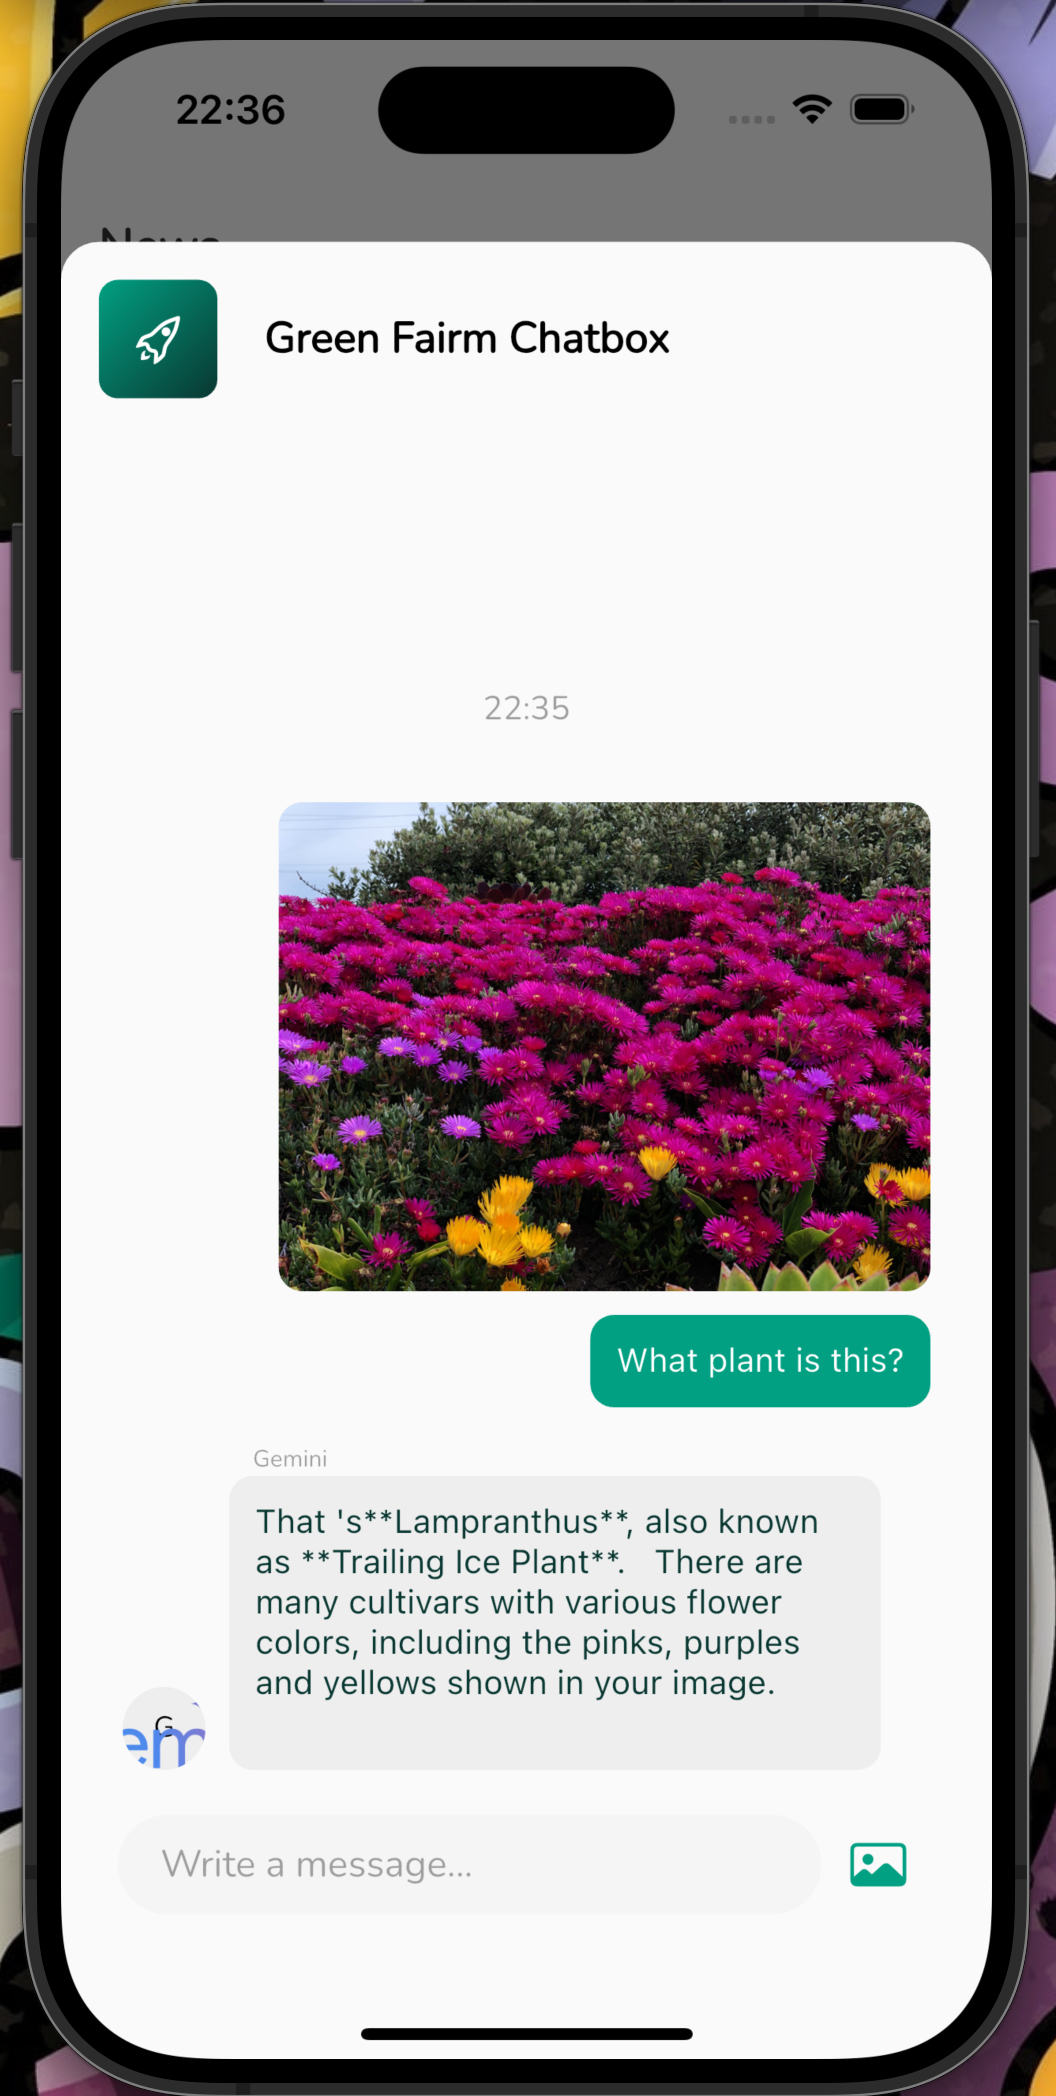 22:36
News
Green Fairm Chatbox
22:35
What plant is this?
Gemini
That 's**Lampranthus**, also known
as **Trailing Ice Plant**.   There are
many cultivars with various flower
colors, including the pinks, purples
and yellows shown in your image.
G
em
Write a message...